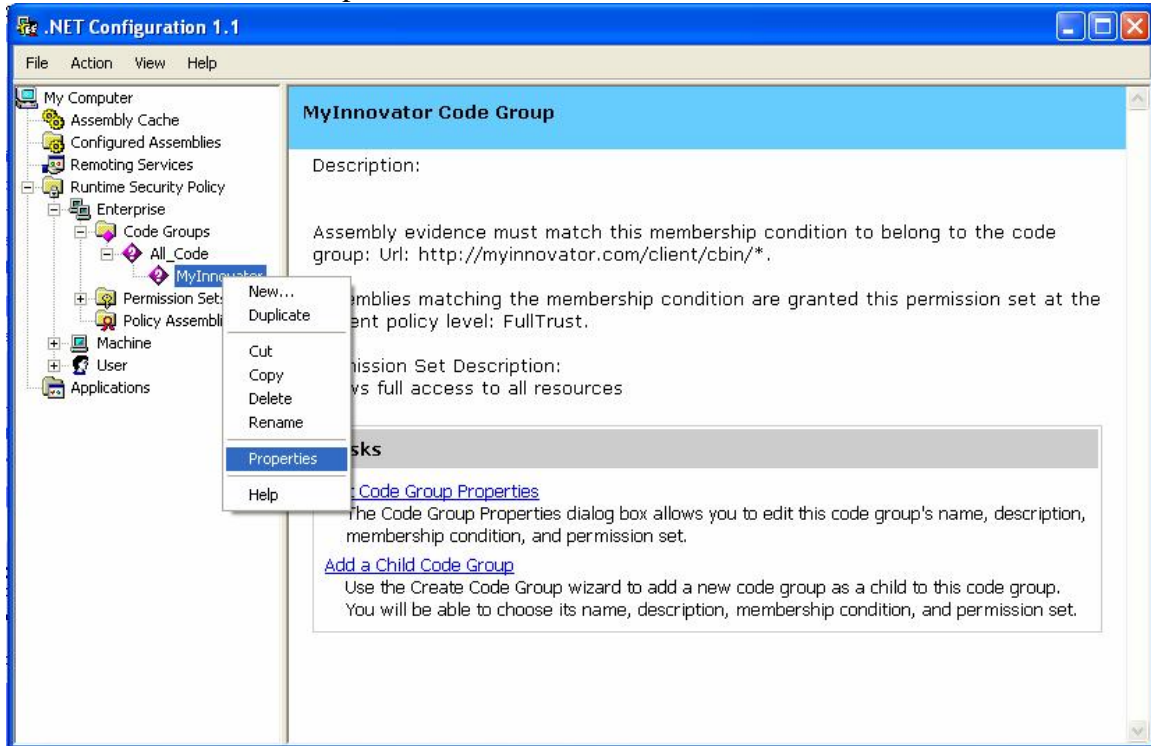 .NET Configuration 1.1
File Action View Help
My Computer
Assembly Cache
Configured Assemblies
Remoting Services
Runtime Security Policy
Enterprise
Code Groups
All_Code
MyInnovator
Permission Sets
Policy Assembli
Machine
User
Applications
New...
Duplicate
Cut
Copy
Delete
Rename
Properties
Help
MyInnovator Code Group
Description:
Assembly evidence must match this membership condition to belong to the code
group: Url: http://myinnovator.com/client/cbin/*.
emblies matching the membership condition are granted this permission set at the
ent policy level: FullTrust.
ission Set Description:
vs full access to all resources
sks
Code Group Properties
The Code Group Properties dialog box allows you to edit this code group's name, description,
membership condition, and permission set.
Add a Child Code Group
Use the Create Code Group wizard to add a new code group as a child to this code group.
You will be able to choose its name, description, membership condition, and permission set.